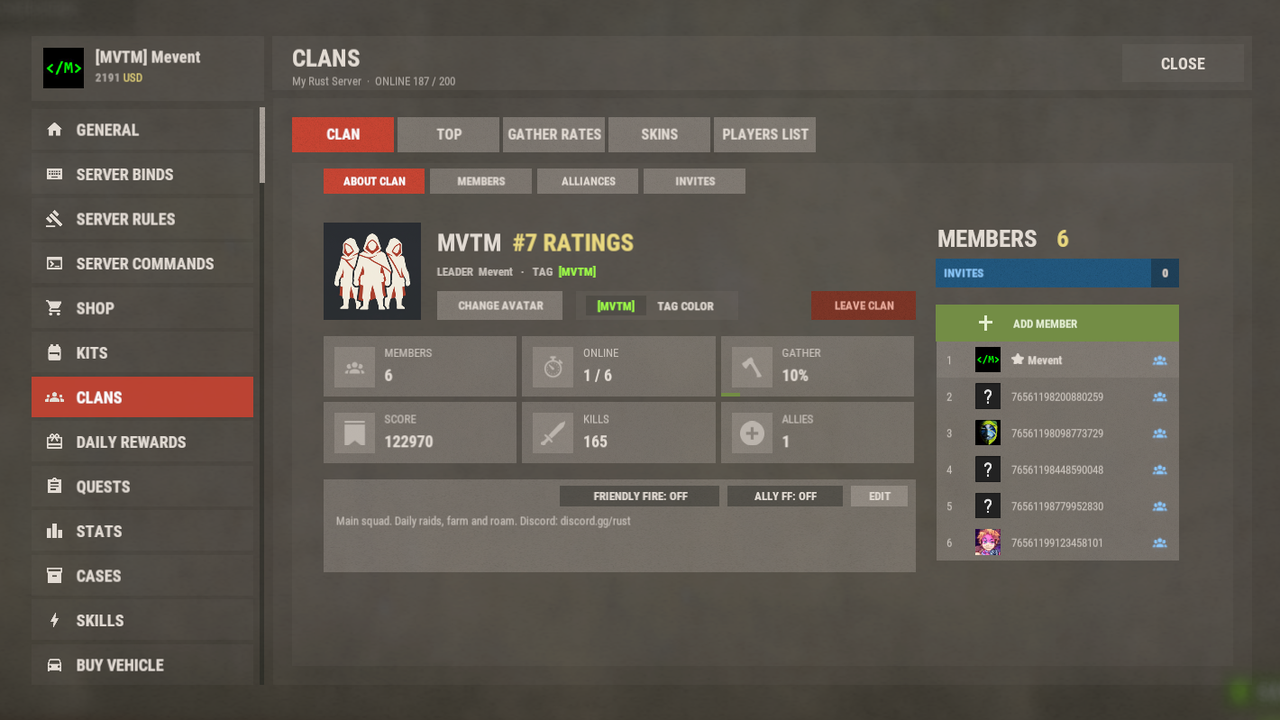 </M>
[MVTM] Mevent
2191 USD
CLANS
My Rust Server · ONLINE 187 / 200
CLOSE
GENERAL
SERVER BINDS
SERVER RULES
SERVER COMMANDS
SHOP
KITS
CLANS
DAILY REWARDS
QUESTS
STATS
CASES
SKILLS
BUY VEHICLE
CLAN
TOP
GATHER RATES
SKINS
PLAYERS LIST
ABOUT CLAN
MEMBERS
ALLIANCES
INVITES
MVTM #7 RATINGS
LEADER Mevent · TAG [MVTM]
CHANGE AVATAR
[MVTM] TAG COLOR
LEAVE CLAN
MEMBERS
6
ONLINE
1 / 6
GATHER
10%
SCORE
122970
KILLS
165
ALLIES
1
FRIENDLY FIRE: OFF
ALLY FF: OFF
EDIT
Main squad. Daily raids, farm and roam. Discord: discord.gg/rust
MEMBERS 6
INVITES 0
+ ADD MEMBER
1 </M> Mevent
2 ? 76561198200880259
3 76561198098773729
4 ? 76561198448590048
5 ? 76561198779952830
6 76561199123458101